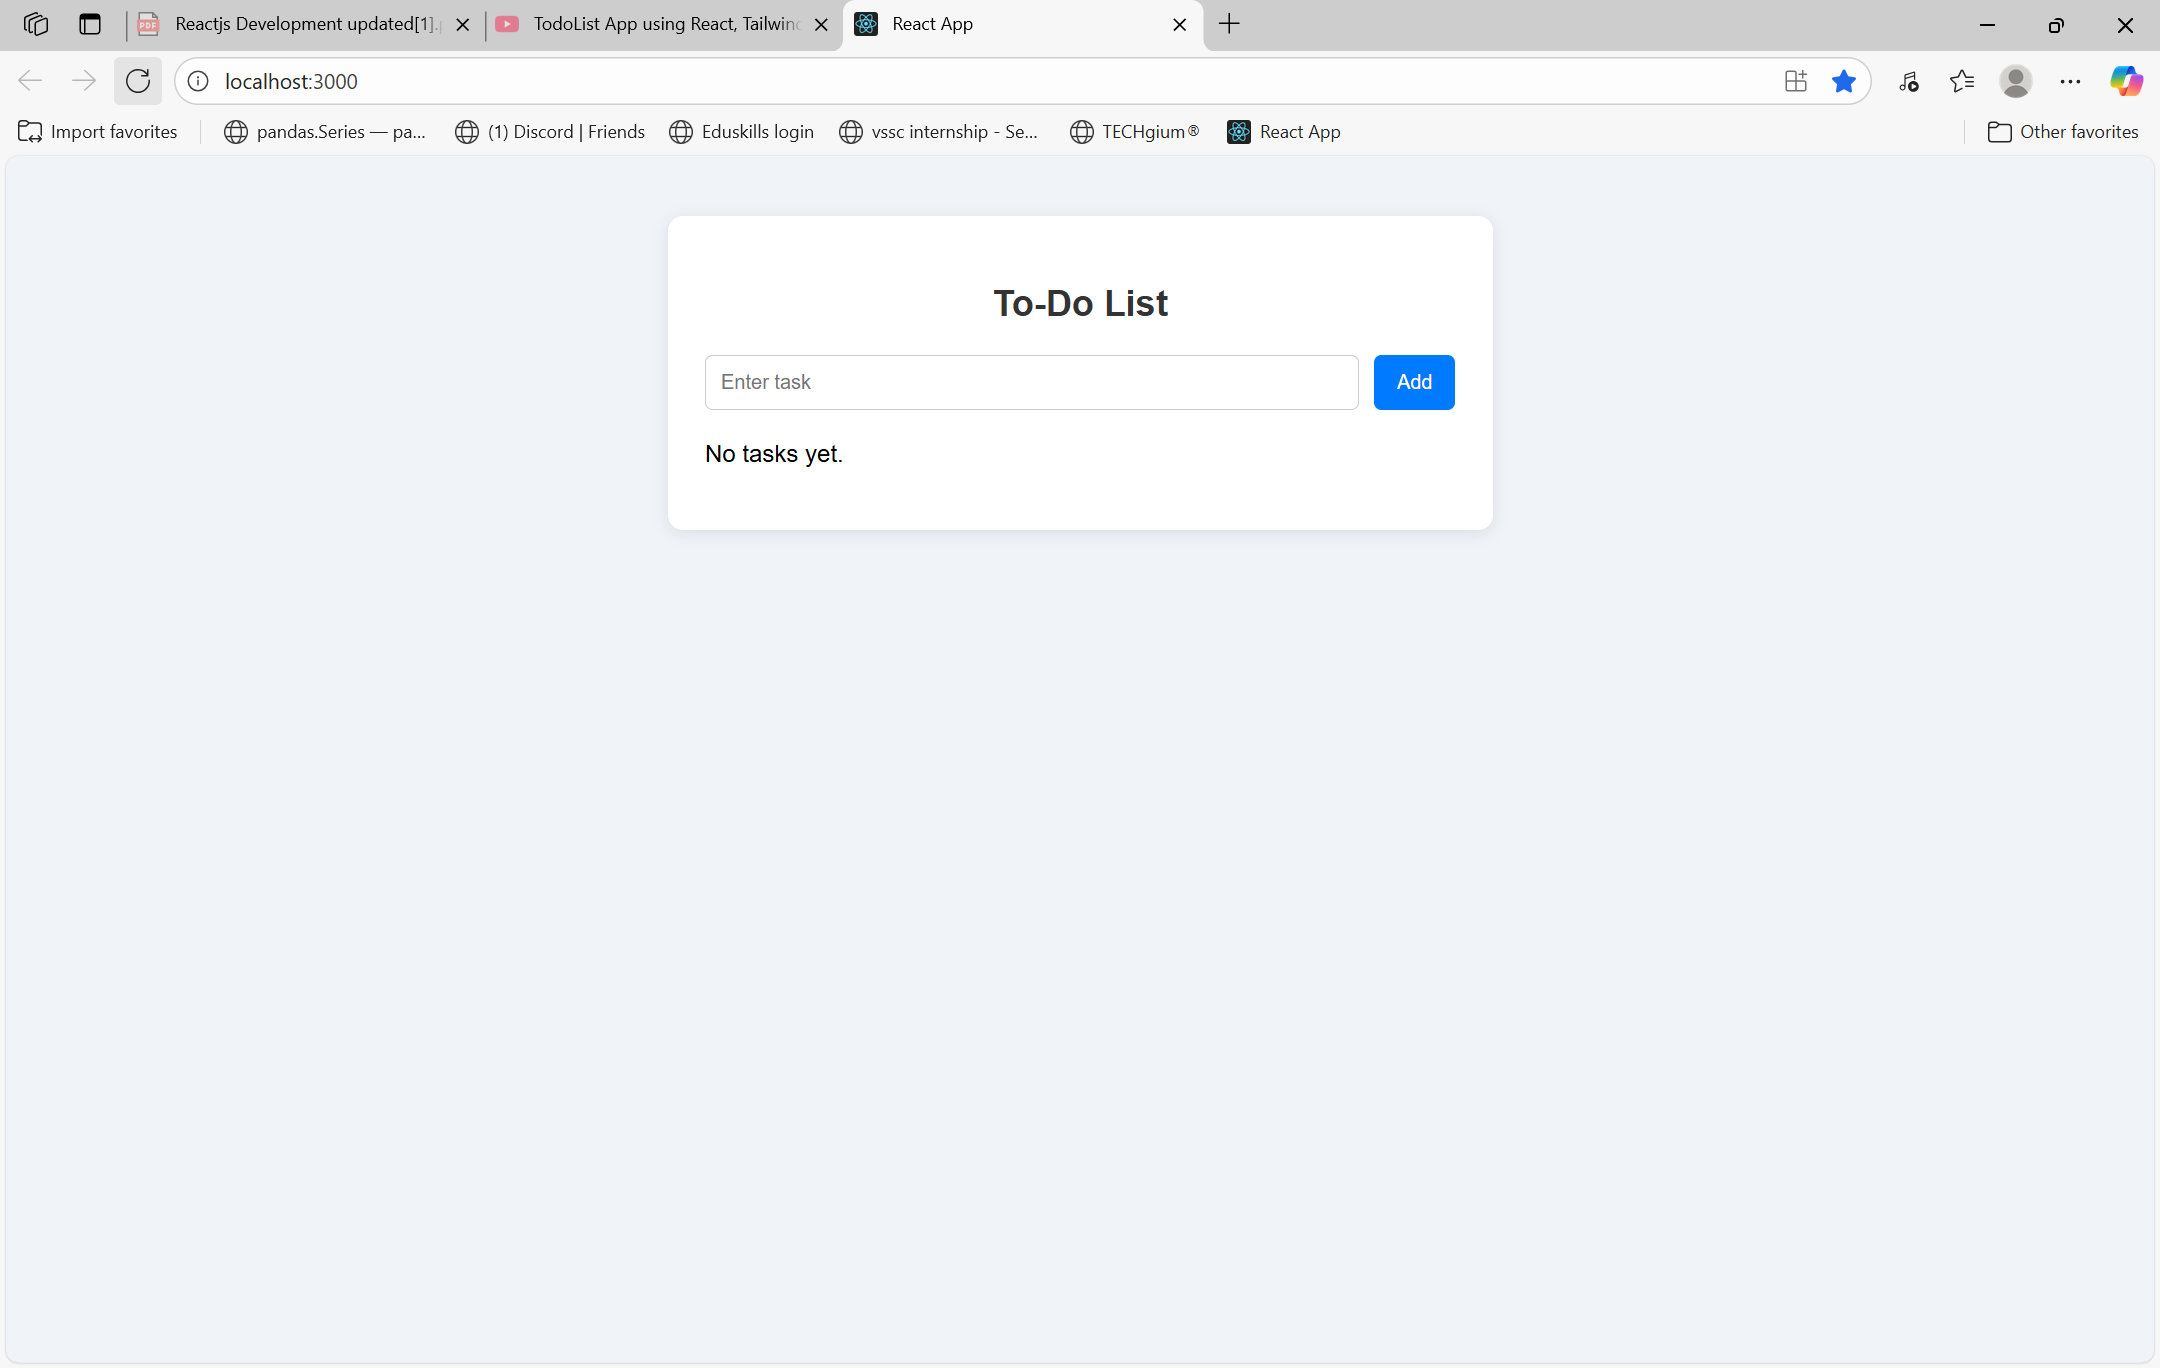 Reactjs Development updated[1].
TodoList App using React, Tailwind
React App
localhost:3000
Import favorites
pandas.Series — pa...
(1) Discord | Friends
Eduskills login
vssc internship - Se...
TECHgium®
React App
Other favorites
To-Do List
Enter task
Add
No tasks yet.